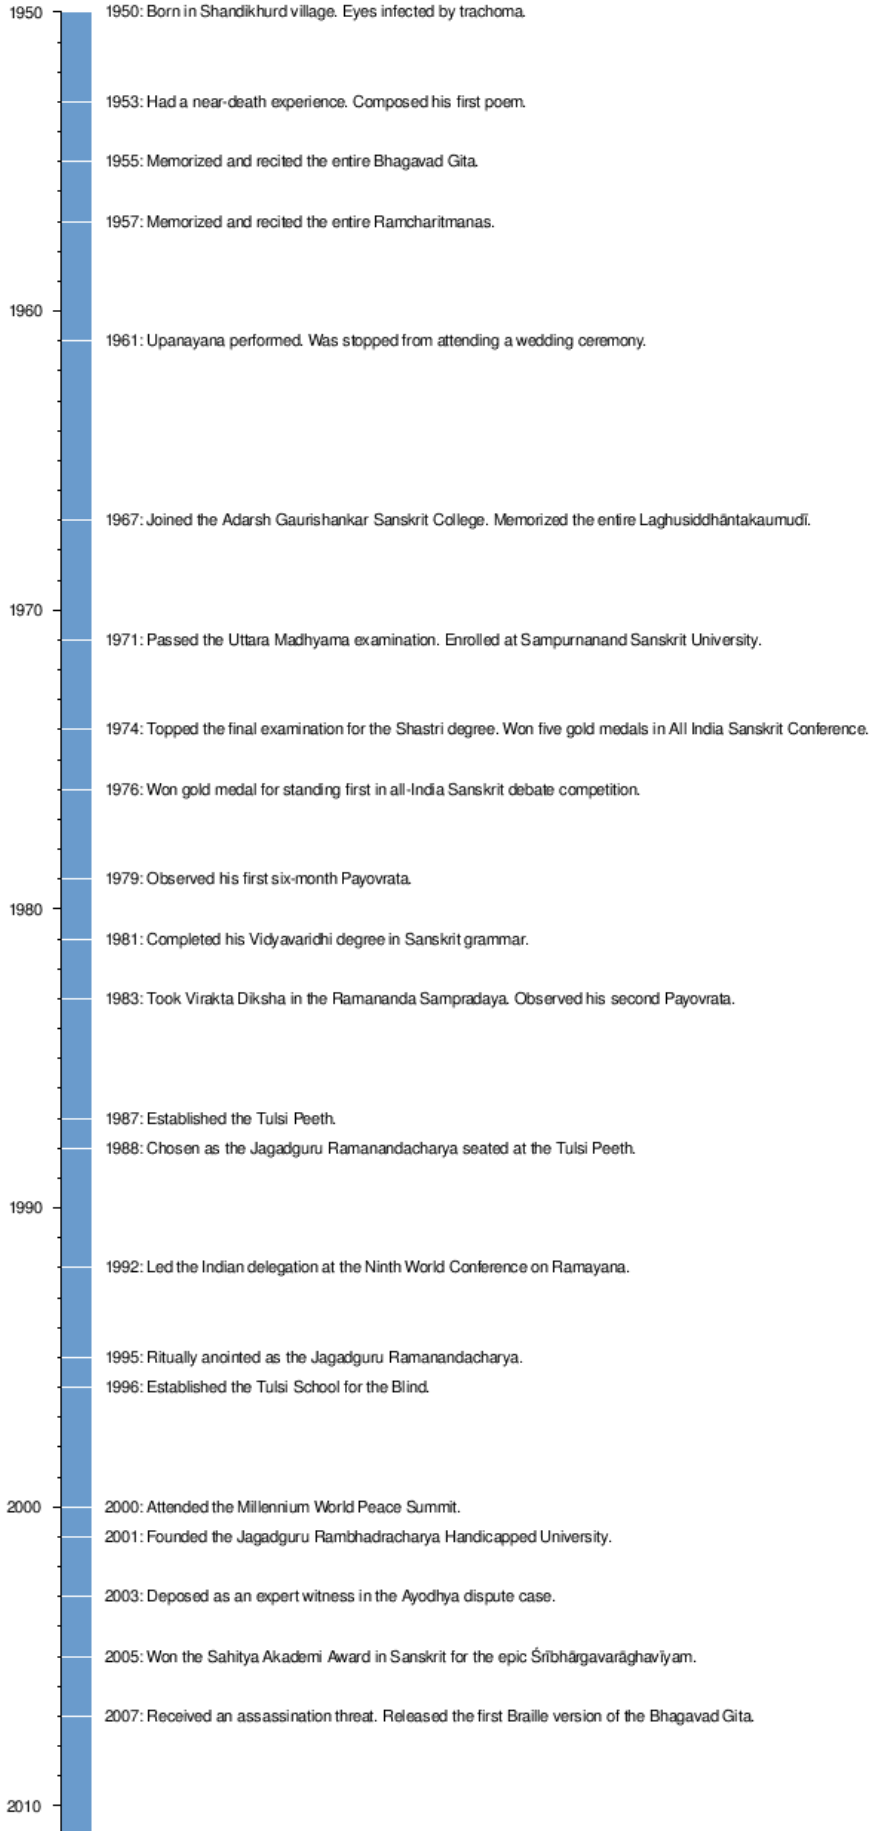 1950 1950: Born in Shandikhurd village. Eyes infected by trachoma.
1953: Had a near-death experience. Composed his first poem.
1955: Memorized and recited the entire Bhagavad Gita.
1957: Memorized and recited the entire Ramcharitmanas.
1960
1961: Upanayana performed. Was stopped from attending a wedding ceremony.
1967: Joined the Adarsh Gaurishankar Sanskrit College. Memorized the entire Laghusiddhāntakaumudī.
1970
1971: Passed the Uttara Madhyama examination. Enrolled at Sampurnanand Sanskrit University.
1974: Topped the final examination for the Shastri degree. Won five gold medals in All India Sanskrit Conference.
1976: Won gold medal for standing first in all-India Sanskrit debate competition.
1979: Observed his first six-month Payovrata.
1980
1981: Completed his Vidyavaridhi degree in Sanskrit grammar.
1983: Took Virakta Diksha in the Ramananda Sampradaya. Observed his second Payovrata.
1987: Established the Tulsi Peeth.
1988: Chosen as the Jagadguru Ramanandacharya seated at the Tulsi Peeth.
1990
1992: Led the Indian delegation at the Ninth World Conference on Ramayana.
1995: Ritually anointed as the Jagadguru Ramanandacharya.
1996: Established the Tulsi School for the Blind.
2000 2000: Attended the Millennium World Peace Summit.
2001: Founded the Jagadguru Rambhadracharya Handicapped University.
2003: Deposed as an expert witness in the Ayodhya dispute case.
2005: Won the Sahitya Akademi Award in Sanskrit for the epic Śrībhārgavarāghavīyam.
2007: Received an assassination threat. Released the first Braille version of the Bhagavad Gita.
2010